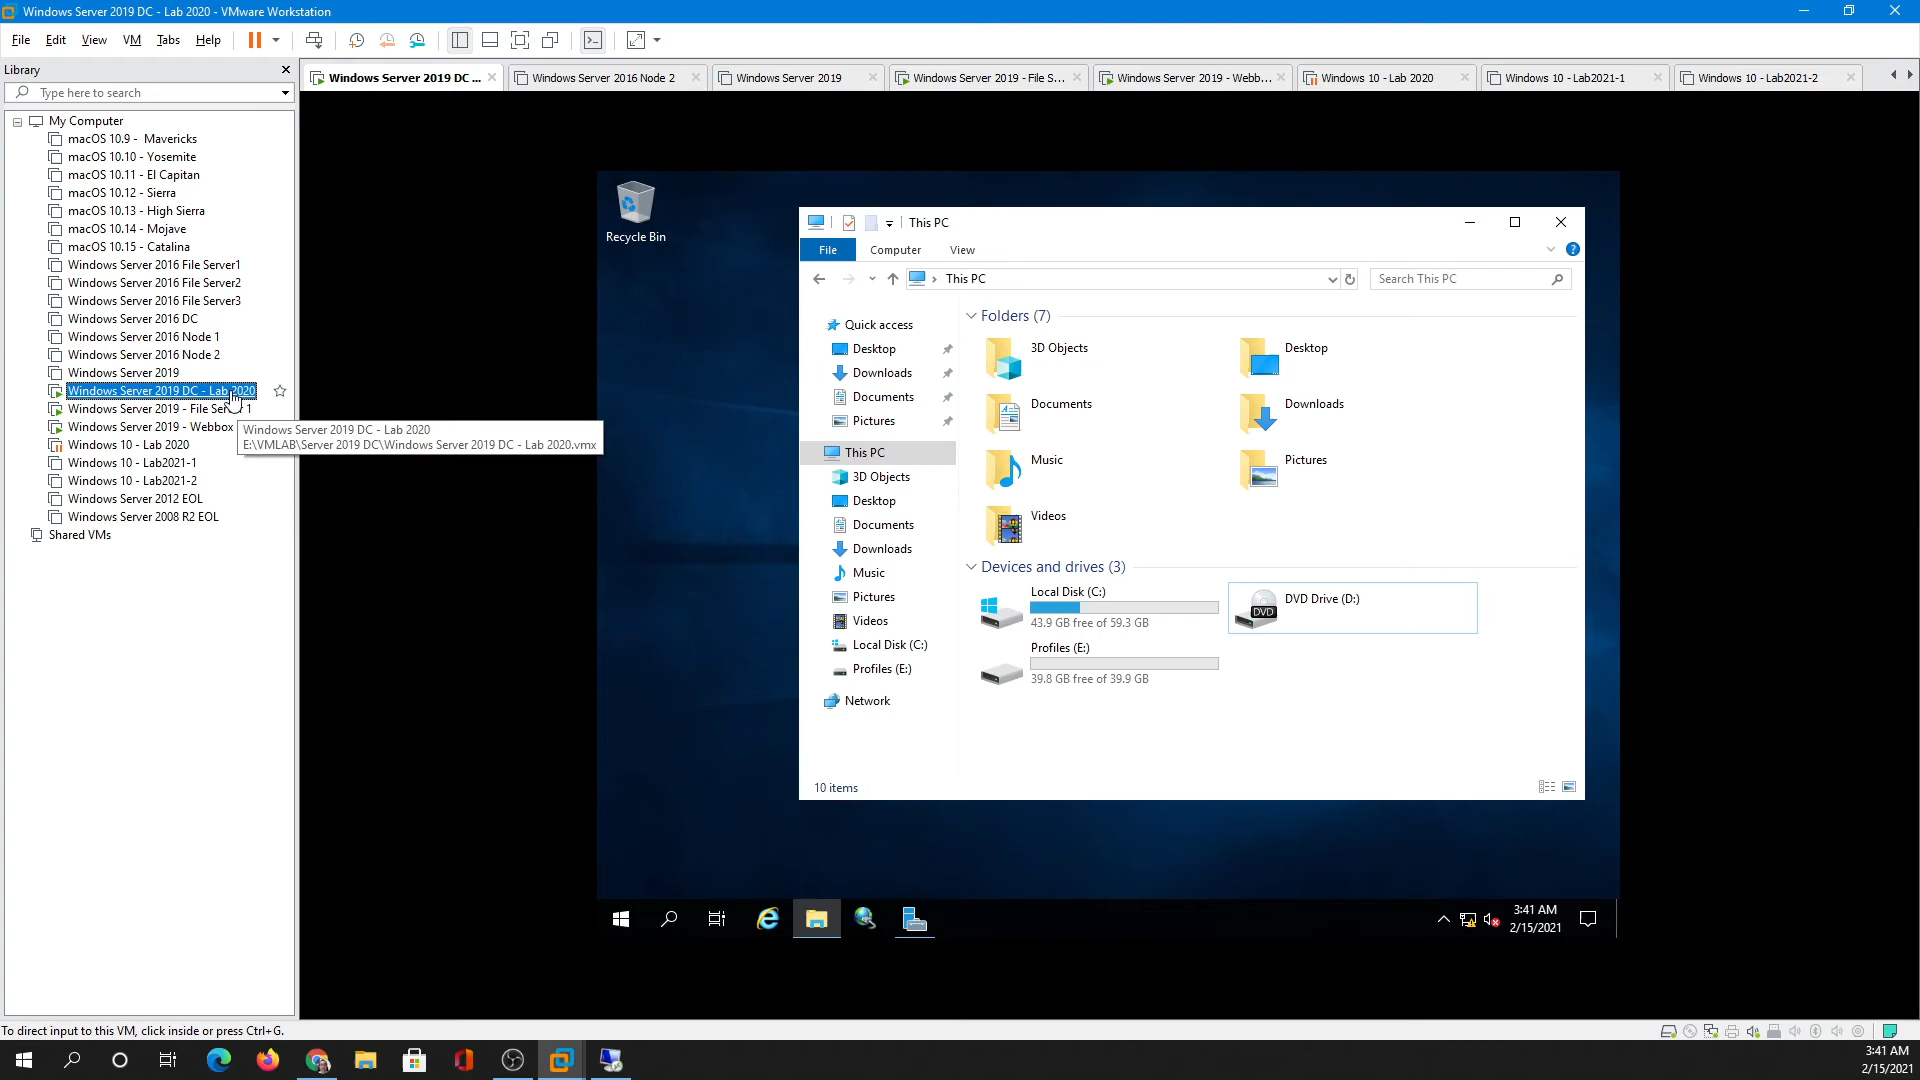 Windows Server 2019 DC - Lab 2020 - VMware Workstation
File Edit View VM Tabs Help
Library
Type here to search
Windows Server 2019 DC ...
Windows Server 2016 Node 2
Windows Server 2019
Windows Server 2019 - File S...
Windows Server 2019 - Webb...
Windows 10 - Lab 2020
Windows 10 - Lab2021-1
Windows 10 - Lab2021-2
My Computer
macOS 10.9 - Mavericks
macOS 10.10 - Yosemite
macOS 10.11 - El Capitan
macOS 10.12 - Sierra
macOS 10.13 - High Sierra
macOS 10.14 - Mojave
macOS 10.15 - Catalina
Windows Server 2016 File Server1
Windows Server 2016 File Server2
Windows Server 2016 File Server3
Windows Server 2016 DC
Windows Server 2016 Node 1
Windows Server 2016 Node 2
Windows Server 2019
Windows Server 2019 DC - Lab 2020
Windows Server 2019 - File Server 1
Windows Server 2019 - Webbox
Windows 10 - Lab 2020
Windows 10 - Lab2021-1
Windows 10 - Lab2021-2
Windows Server 2012 EOL
Windows Server 2008 R2 EOL
Shared VMs
Windows Server 2019 DC - Lab 2020
E:\VMLAB\Server 2019 DC\Windows Server 2019 DC - Lab 2020.vmx
Recycle Bin
This PC
File Computer View
This PC
Search This PC
Quick access
Desktop
Downloads
Documents
Pictures
This PC
3D Objects
Desktop
Documents
Downloads
Music
Pictures
Videos
Local Disk (C:)
Profiles (E:)
Network
Folders (7)
3D Objects
Desktop
Documents
Downloads
Music
Pictures
Videos
Devices and drives (3)
Local Disk (C:)
43.9 GB free of 59.3 GB
DVD
DVD Drive (D:)
Profiles (E:)
39.8 GB free of 39.9 GB
10 items
3:41 AM
2/15/2021
To direct input to this VM, click inside or press Ctrl+G.
3:41 AM
2/15/2021